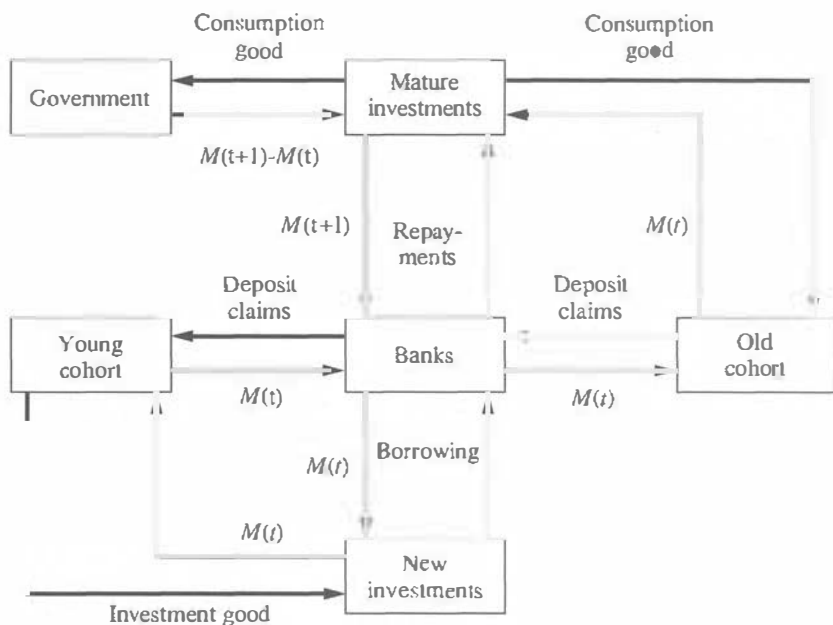 Consumption
good
Consumption
good
Government
Mature
investments
M(t+1)-M(t)
M(t+1)
Repay-
ments
M(t)
Deposit
claims
Deposit
claims
Young
cohort
Banks
Old
cohort
M(t)
M(t)
M(t)
Borrowing
M(t)
New
investments
Investment good